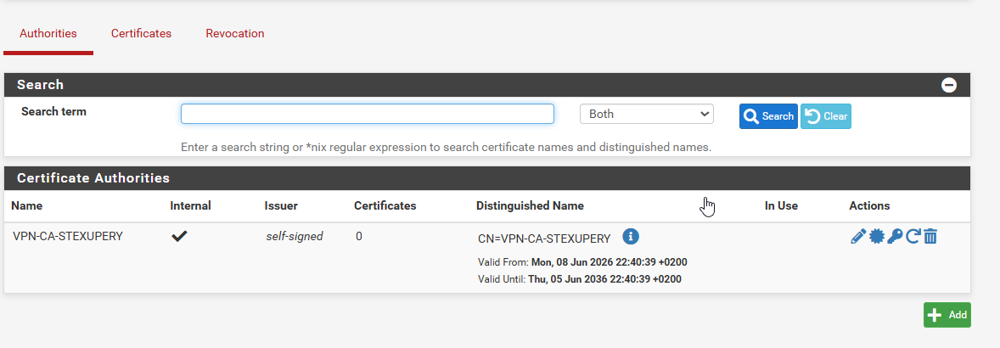 Authorities Certificates Revocation
Search
Search term Both Search Clear
Enter a search string or *nix regular expression to search certificate names and distinguished names.
Certificate Authorities
Name Internal Issuer Certificates Distinguished Name In Use Actions
VPN-CA-STEXUPERY self-signed 0 CN=VPN-CA-STEXUPERY
Valid From: Mon, 08 Jun 2026 22:40:39 +0200
Valid Until: Thu, 05 Jun 2036 22:40:39 +0200
Add